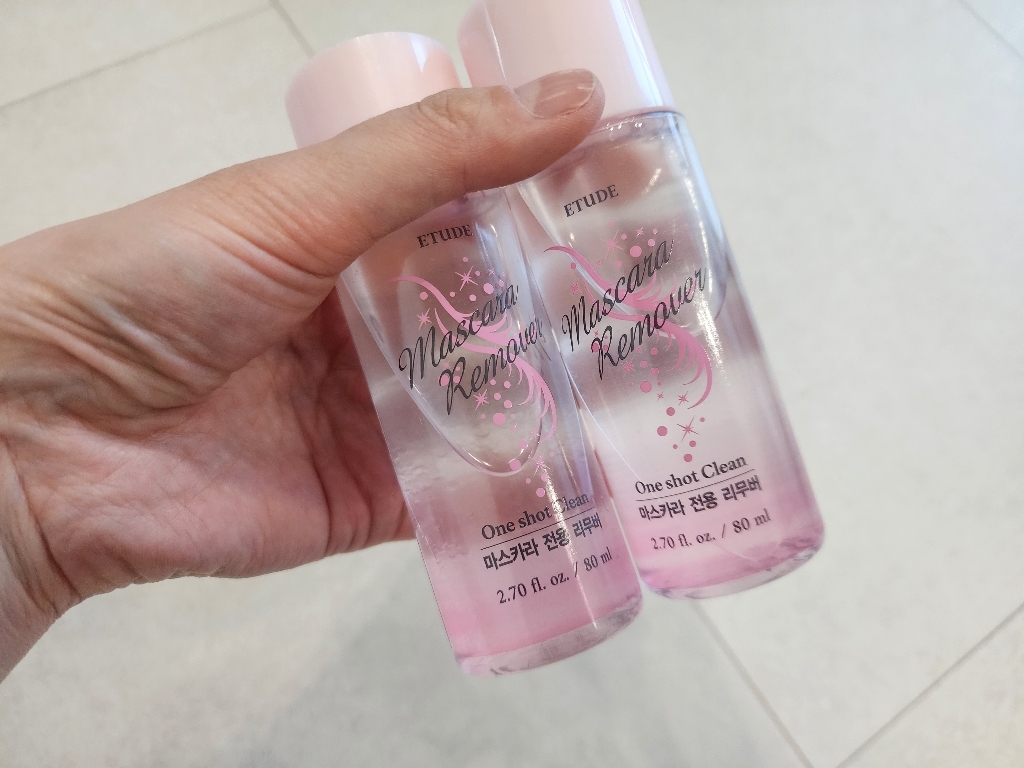 ETUDE
Mascara
Remover
One shot Clean
마스카라 전용 리무버
2.70 fl. oz. / 80 ml
ETUDE
Mascara
Remover
One shot Clean
마스카라 전용 리무버
2.70 fl. oz. / 80 ml